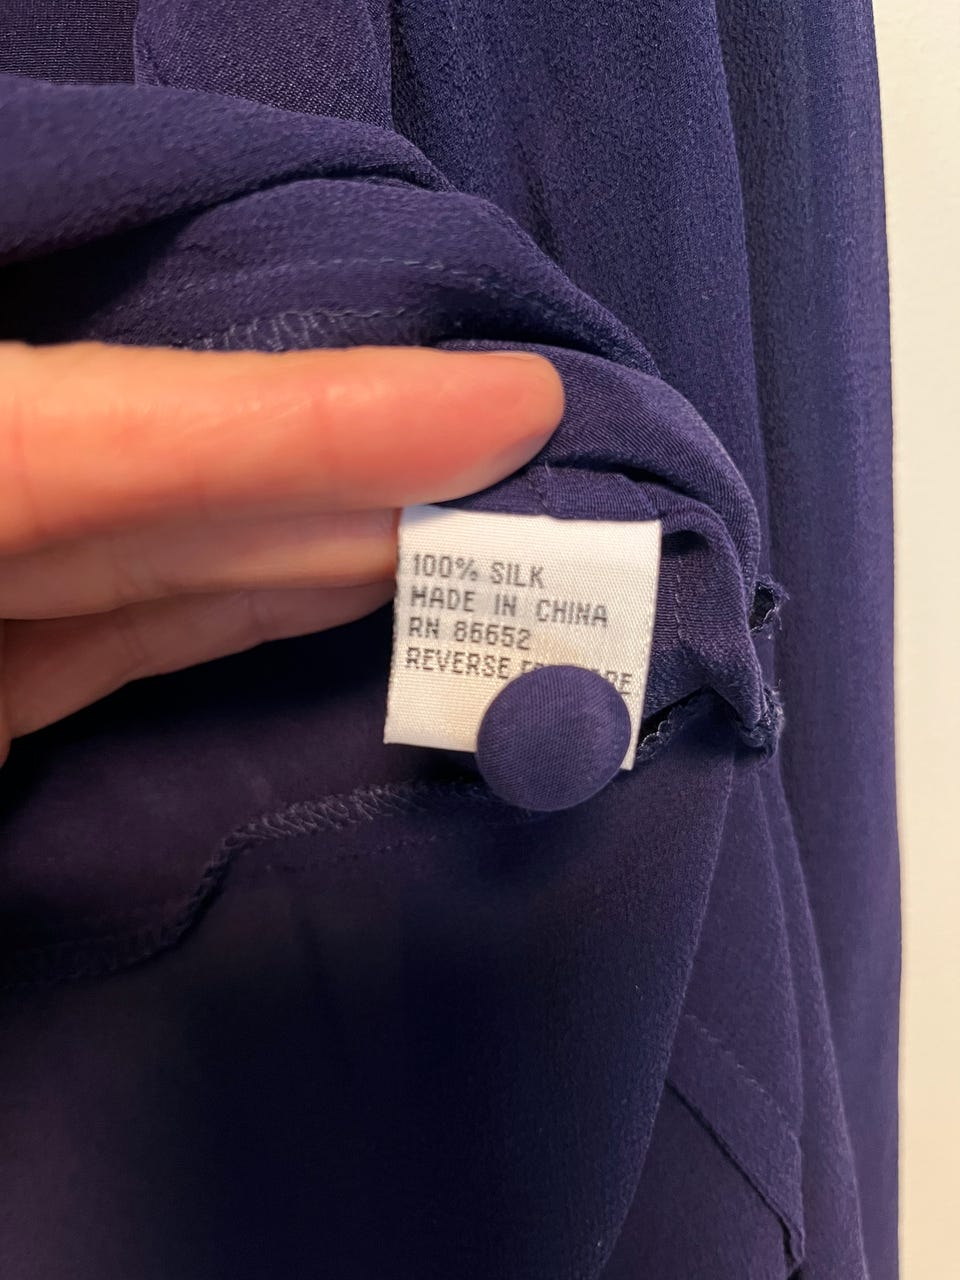 100% SILK
MADE IN CHINA
RN 86652
REVERSE